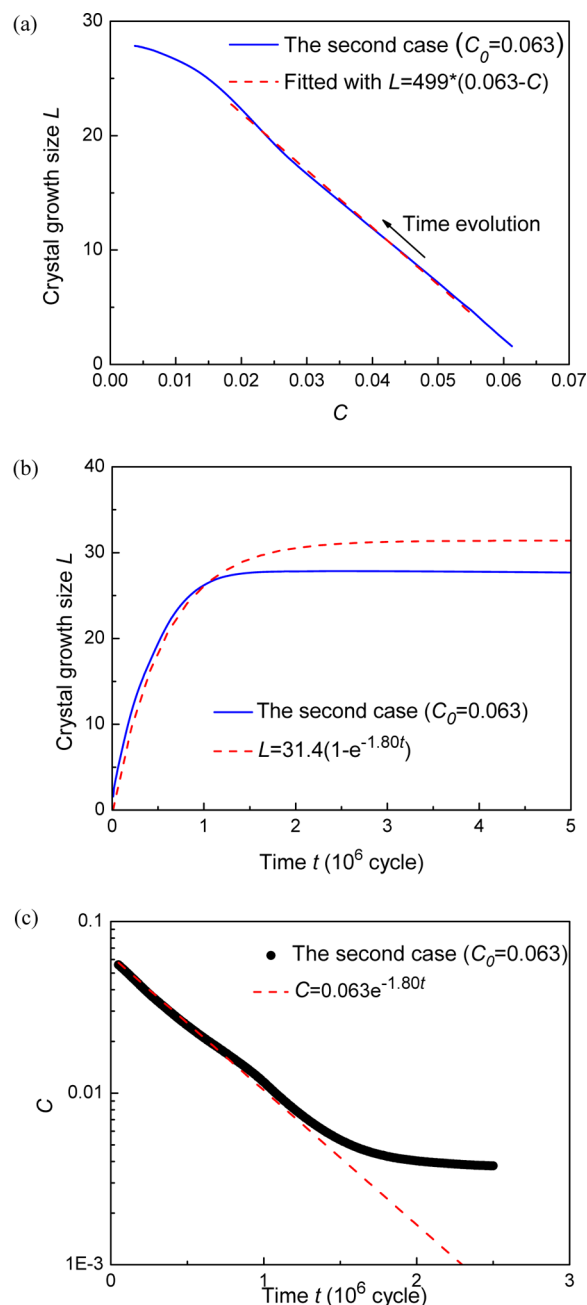 (a)
30
20
10
0
Crystal growth size L
The second case (C₀=0.063)
Fitted with L=499*(0.063-C)
Time evolution
0.00 0.01 0.02 0.03 0.04 0.05 0.06 0.07
C
(b)
40
30
20
10
0
Crystal growth size L
The second case (C₀=0.063)
L=31.4(1-e⁻¹·⁸⁰ᵗ)
0 1 2 3 4 5
Time t (10⁶ cycle)
(c)
0.1
0.01
1E-3
C
The second case (C₀=0.063)
C=0.063e⁻¹·⁸⁰ᵗ
0 1 2 3
Time t (10⁶ cycle)